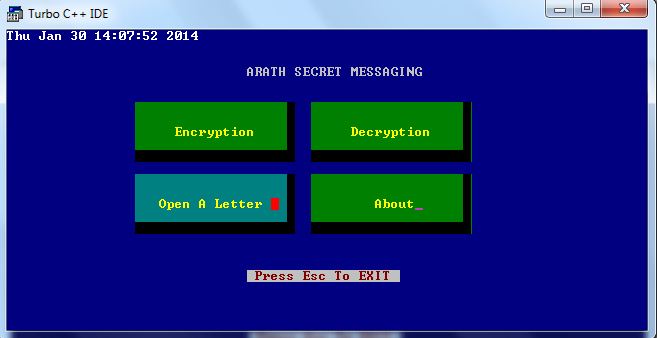 Turbo C++ IDE
Thu Jan 30 14:07:52 2014
ARATH SECRET MESSAGING
Encryption
Decryption
Open A Letter
About_
Press Esc To EXIT